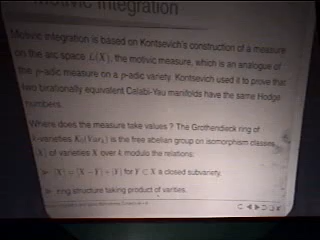 Motivic integration
Motivic integration is based on Kontsevich's construction of a measure
on the arc space L(X), the motivic measure, which is an analogue of
the p-adic measure on a p-adic variety. Kontsevich used it to prove that
two birationally equivalent Calabi-Yau manifolds have the same Hodge
numbers.
Where does the measure take values ? The Grothendieck ring of
k-varieties K₀(Varₖ) is the free abelian group on isomorphism classes
[X] of varieties X over k modulo the relations:
[X] = [X − Y] + [Y] for Y ⊂ X a closed subvariety.
ring structure taking product of varities.